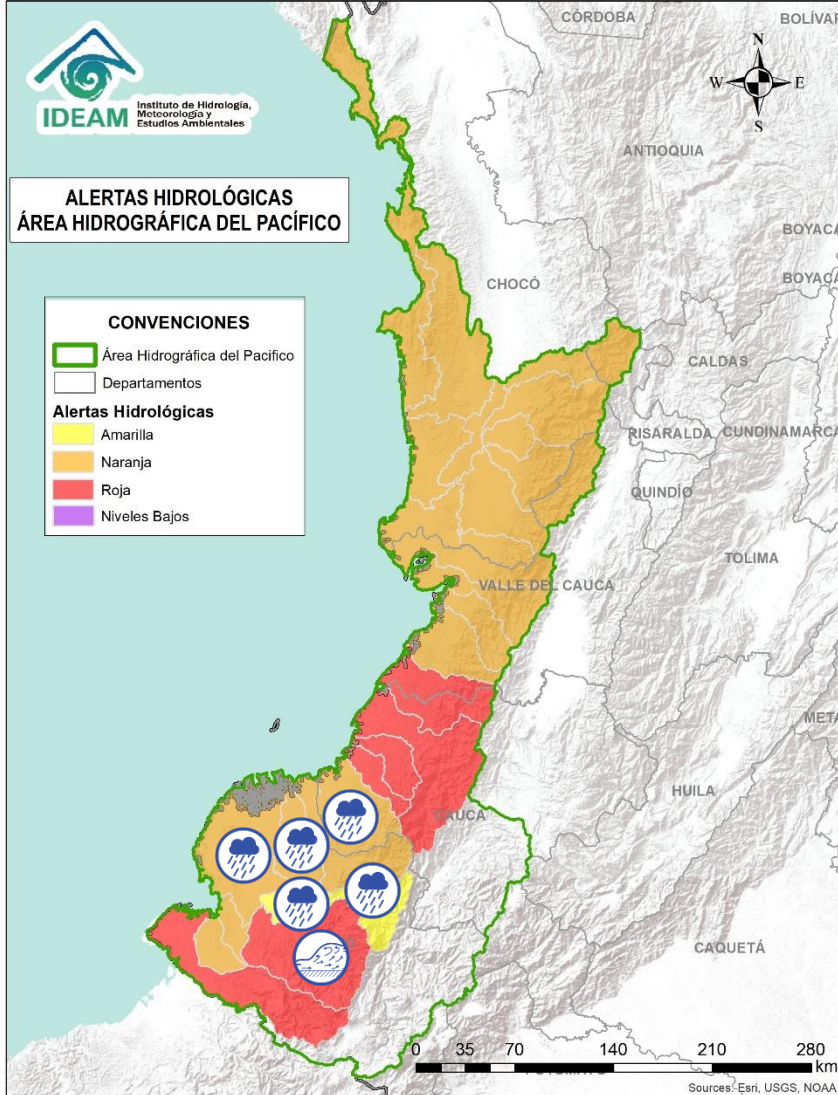 CÓRDOBA
BOLÍVAR
IDEAM
Instituto de Hidrología,
Meteorología y
Estudios Ambientales
N
W E
S
ANTIOQUIA
ALERTAS HIDROLÓGICAS
ÁREA HIDROGRÁFICA DEL PACÍFICO
BOYACÁ
CHOCÓ
BOYACÁ
CONVENCIONES
Área Hidrográfica del Pacifico
Departamentos
Alertas Hidrológicas
Amarilla
Naranja
Roja
Niveles Bajos
CALDAS
RISARALDA
CUNDINAMARCA
QUINDÍO
TOLIMA
VALLE DEL CAUCA
META
HUILA
CAUCA
CAQUETÁ
0 35 70 140 210 280
km
Sources: Esri, USGS, NOAA